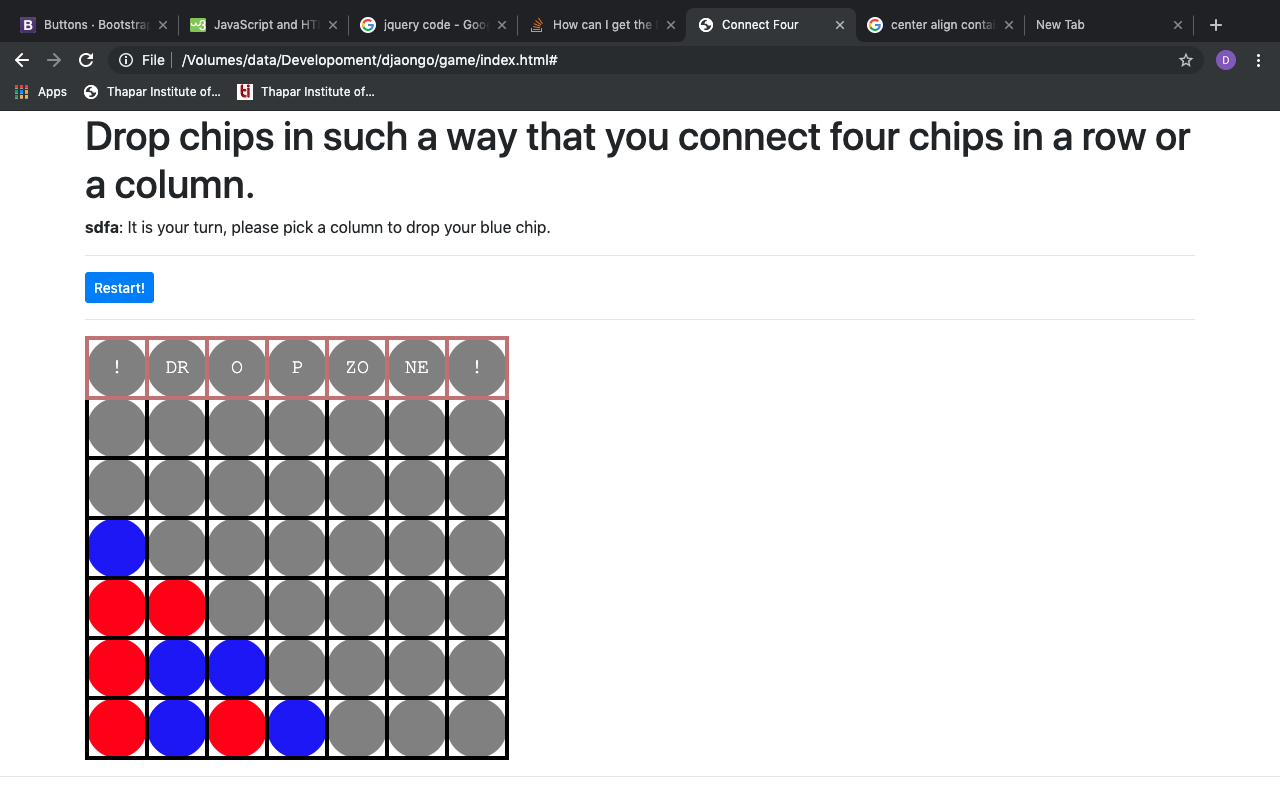 Buttons · Bootstrap
JavaScript and HT
jquery code - Goo
How can I get the
Connect Four
center align conta
New Tab
File
/Volumes/data/Developoment/djaongo/game/index.html#
D
Apps
Thapar Institute of...
Thapar Institute of...
Drop chips in such a way that you connect four chips in a row or
a column.
sdfa: It is your turn, please pick a column to drop your blue chip.
Restart!
! DR O P ZO NE !